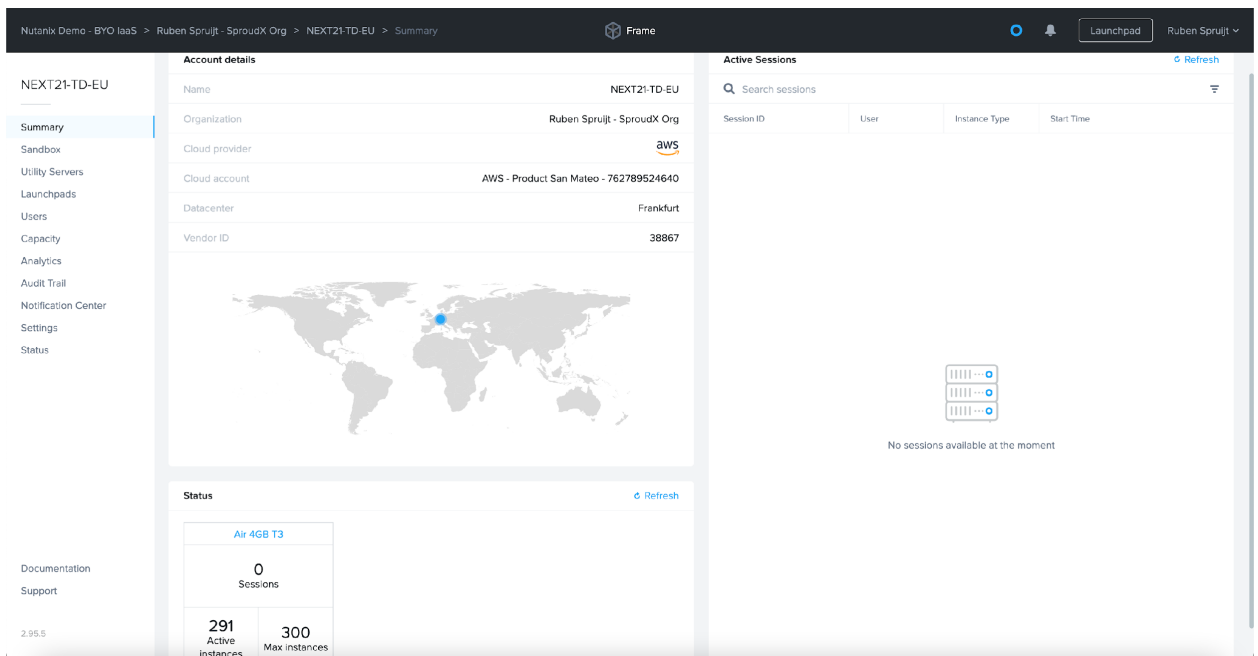 Nutanix Demo - BYO IaaS > Ruben Spruijt - SproudX Org > NEXT21-TD-EU > Summary
Frame
Launchpad
Ruben Spruijt
NEXT21-TD-EU
Summary
Sandbox
Utility Servers
Launchpads
Users
Capacity
Analytics
Audit Trail
Notification Center
Settings
Status
Documentation
Support
2.95.5
Account details
Name NEXT21-TD-EU
Organization Ruben Spruijt - SproudX Org
Cloud provider aws
Cloud account AWS - Product San Mateo - 762789524640
Datacenter Frankfurt
Vendor ID 38867
Status Refresh
Air 4GB T3
0
Sessions
291
Active
instances
300
Max instances
Active Sessions Refresh
Search sessions
Session ID User Instance Type Start Time
No sessions available at the moment